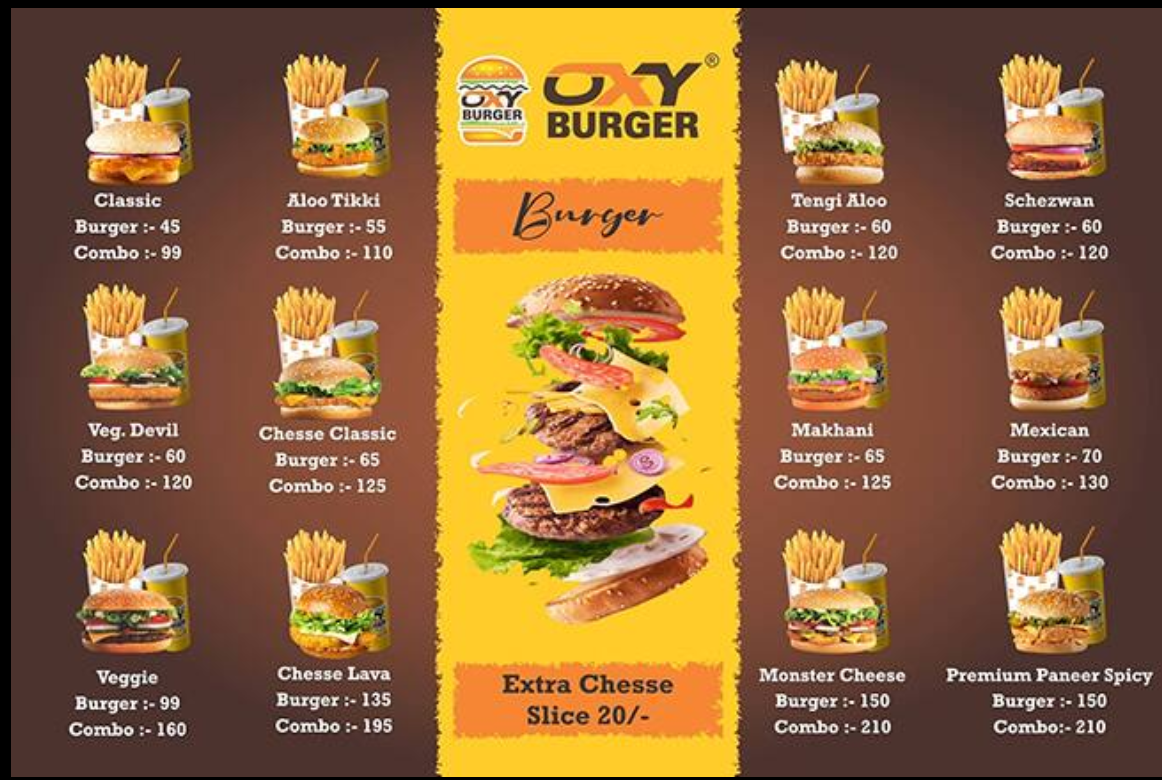 Classic
Burger :- 45
Combo :- 99
Aloo Tikki
Burger :- 55
Combo :- 110
Veg. Devil
Burger :- 60
Combo :- 120
Chesse Classic
Burger :- 65
Combo :- 125
Veggie
Burger :- 99
Combo :- 160
Chesse Lava
Burger :- 135
Combo :- 195
OXY
BURGER
OXY®
BURGER
Burger
Extra Chesse
Slice 20/-
Tengi Aloo
Burger :- 60
Combo :- 120
Schezwan
Burger :- 60
Combo :- 120
Makhani
Burger :- 65
Combo :- 125
Mexican
Burger :- 70
Combo :- 130
Monster Cheese
Burger :- 150
Combo :- 210
Premium Paneer Spicy
Burger :- 150
Combo:- 210